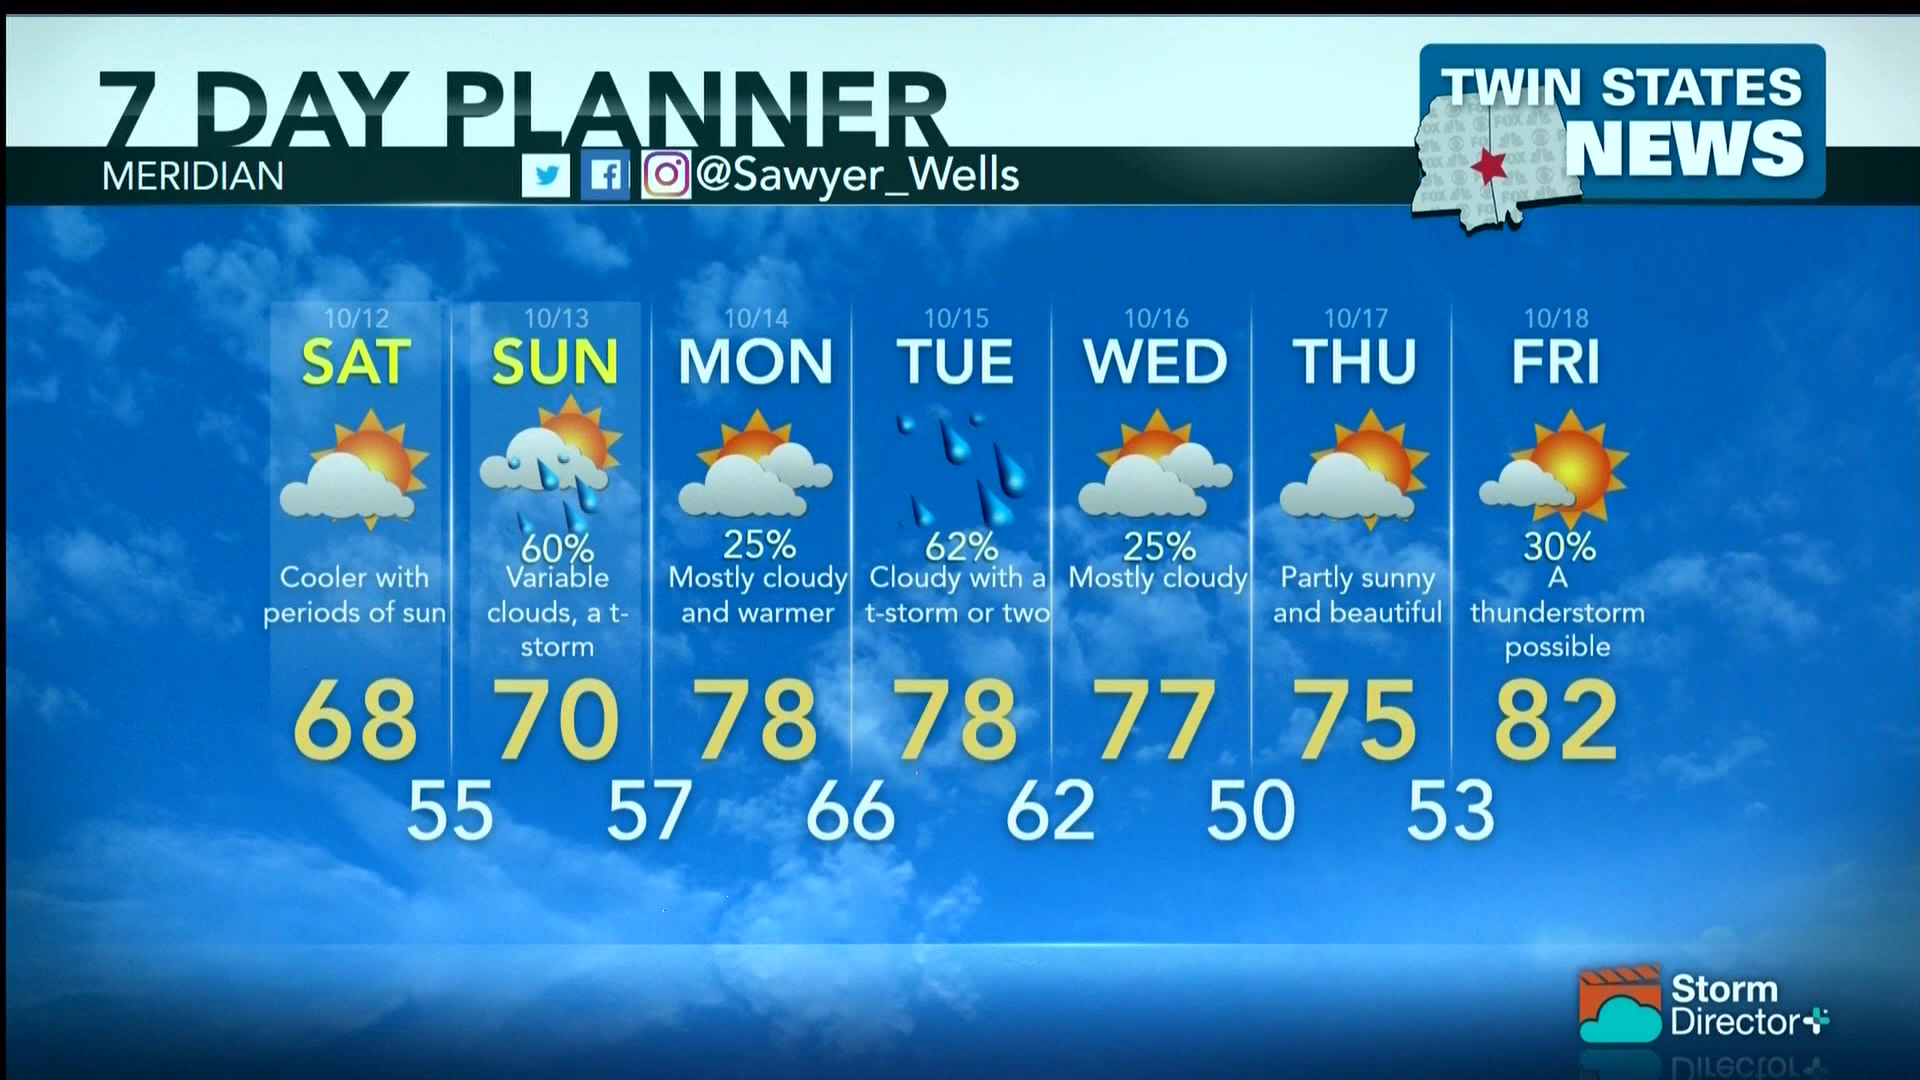 7 DAY PLANNER
MERIDIAN
@Sawyer_Wells
TWIN STATES
NEWS
10/12 10/13 10/14 10/15 10/16 10/17 10/18
SAT SUN MON TUE WED THU FRI
60% 25% 62% 25% 30%
Cooler with Variable Mostly cloudy Cloudy with a Mostly cloudy Partly sunny A
periods of sun clouds, a t- and warmer t-storm or two and beautiful thunderstorm
storm possible
68 70 78 78 77 75 82
55 57 66 62 50 53
Storm
Director+